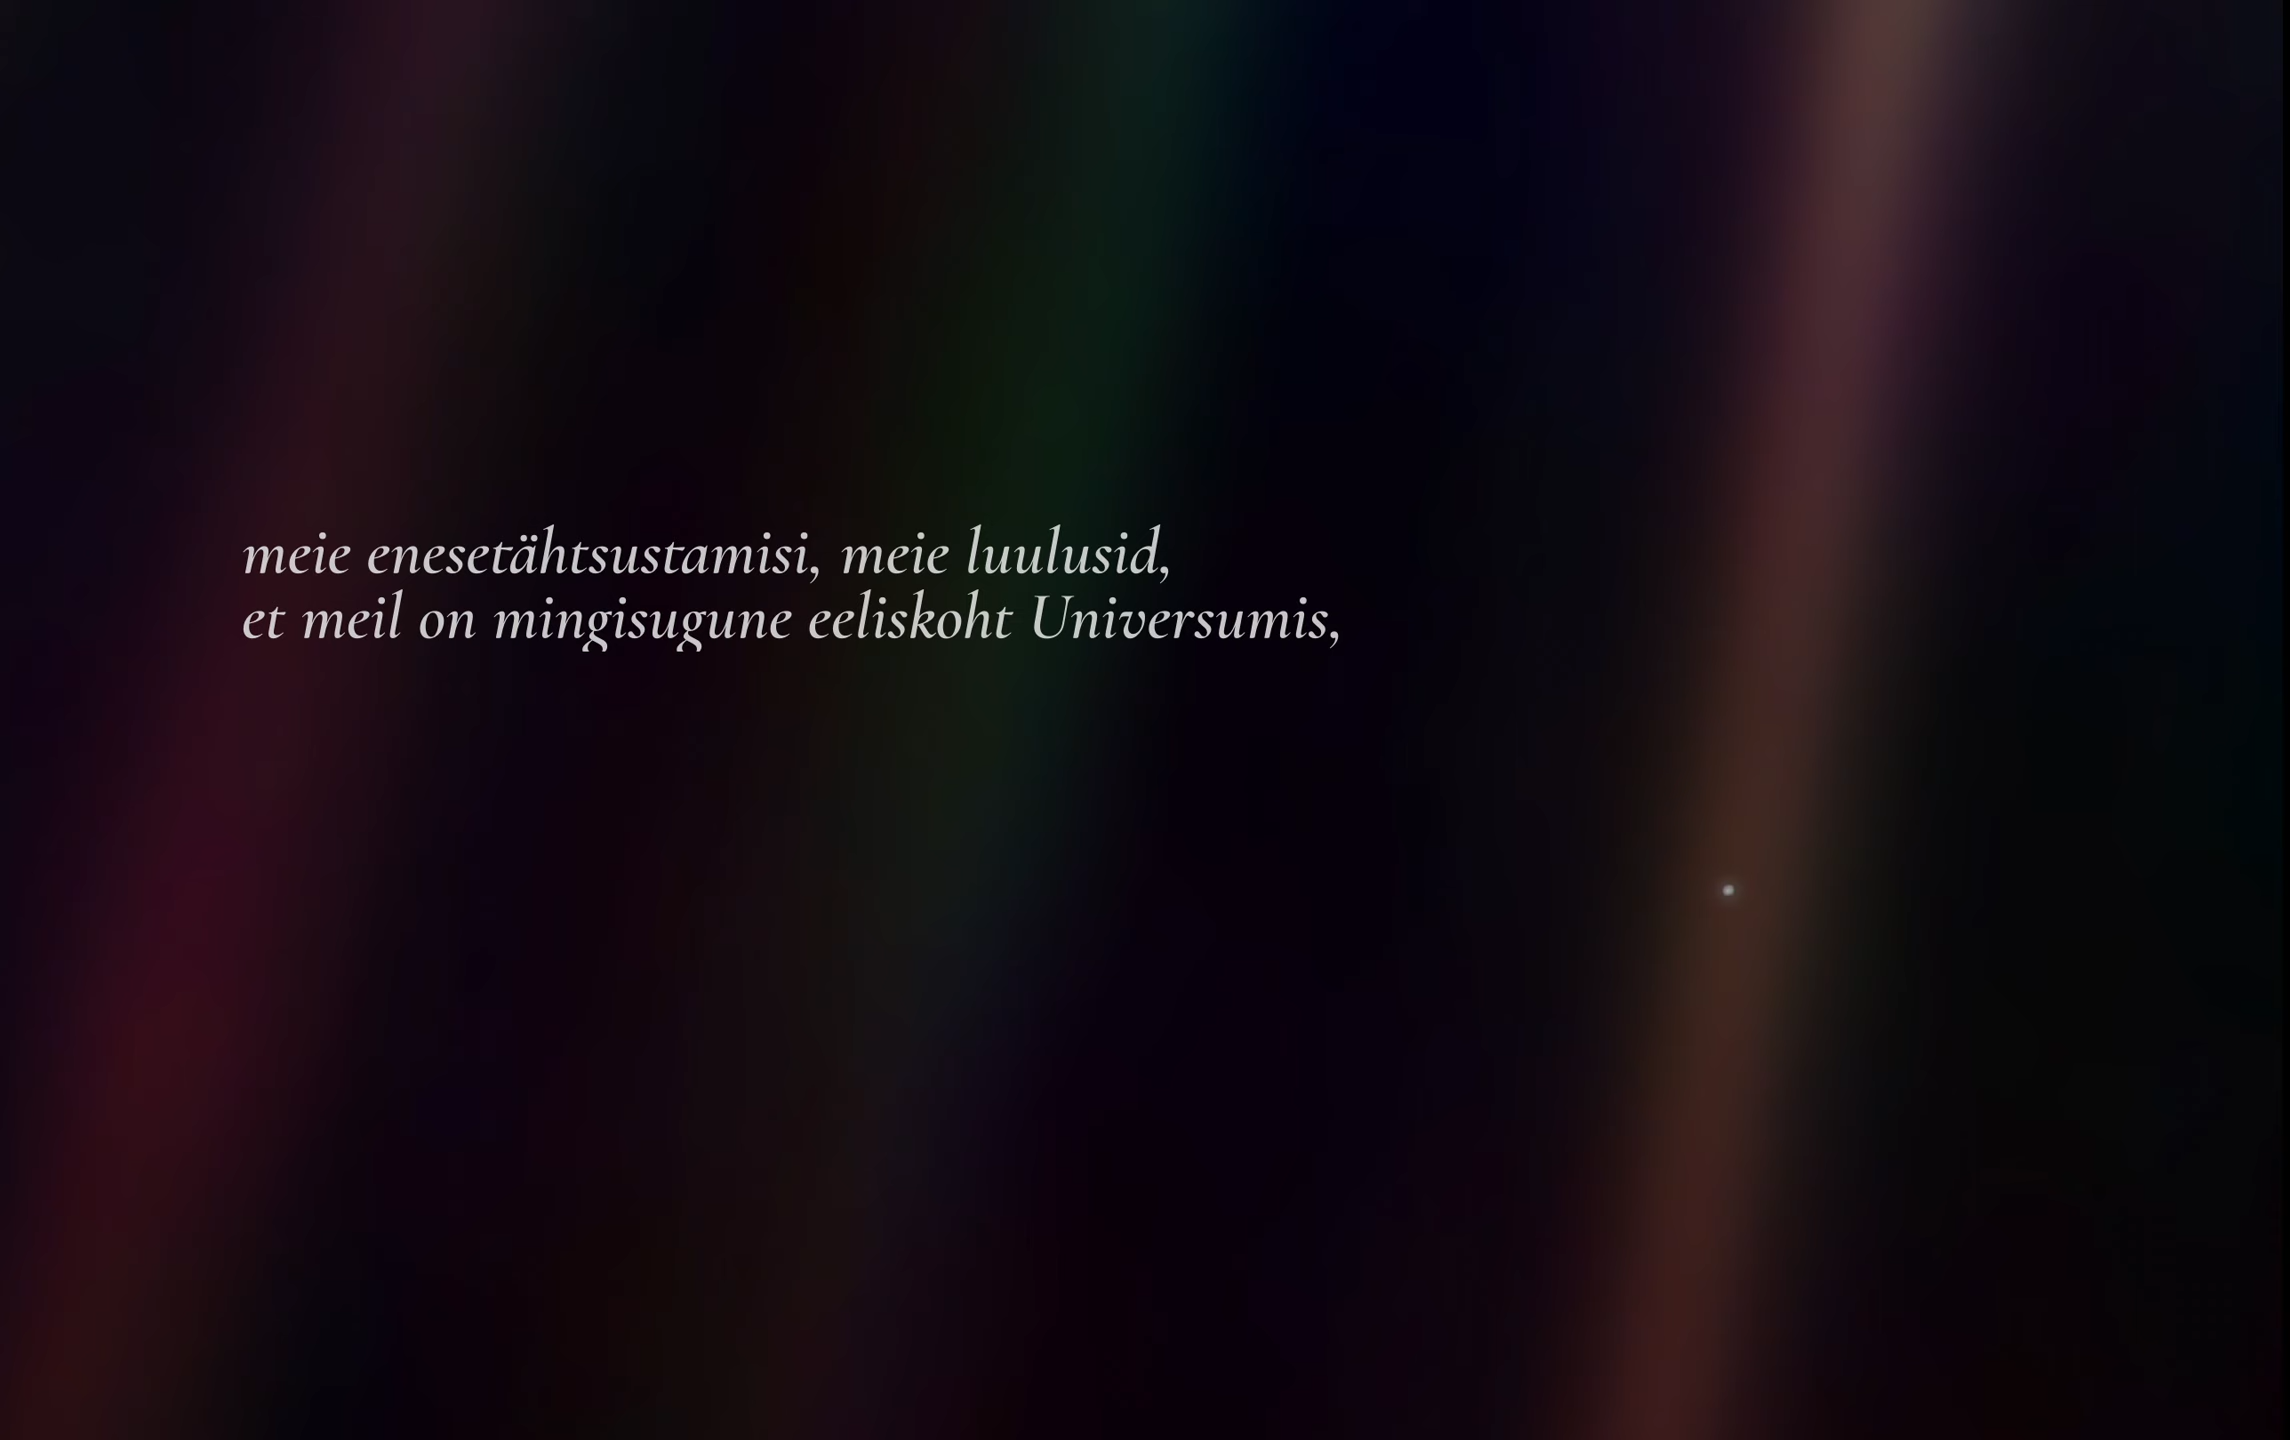 meie enesetähtsustamisi, meie luulusid,
et meil on mingisugune eeliskoht Universumis,